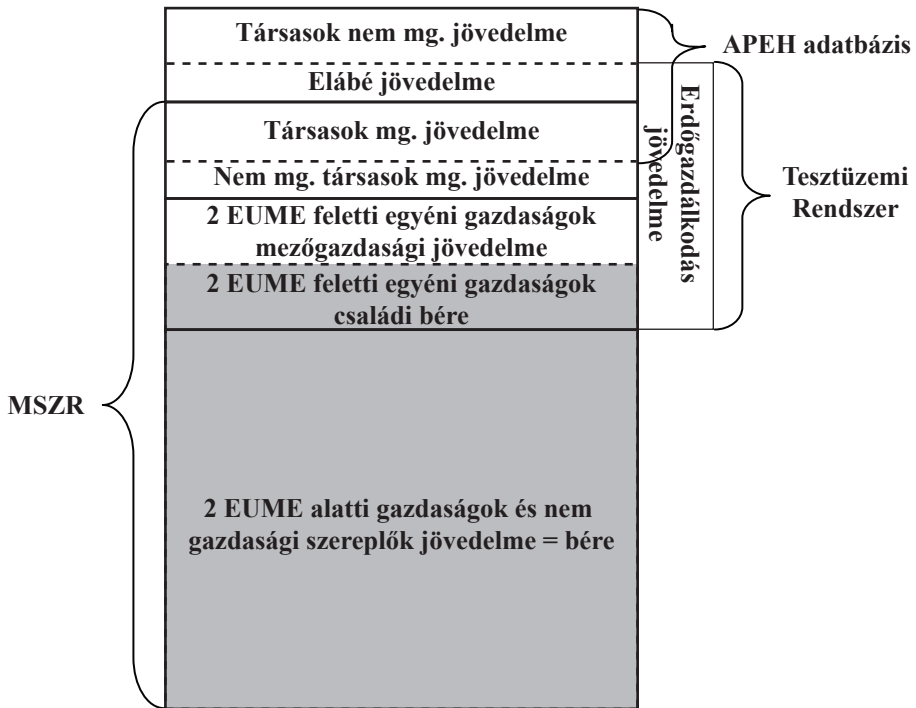 Társasok nem mg. jövedelme
APEH adatbázis
Elábé jövedelme
Társasok mg. jövedelme
Nem mg. társasok mg. jövedelme
2 EUME feletti egyéni gazdaságok
mezőgazdasági jövedelme
2 EUME feletti egyéni gazdaságok
családi bére
Erdőgazdálkodás
jövedelme
Tesztüzemi
Rendszer
MSZR
2 EUME alatti gazdaságok és nem
gazdasági szereplők jövedelme = bére